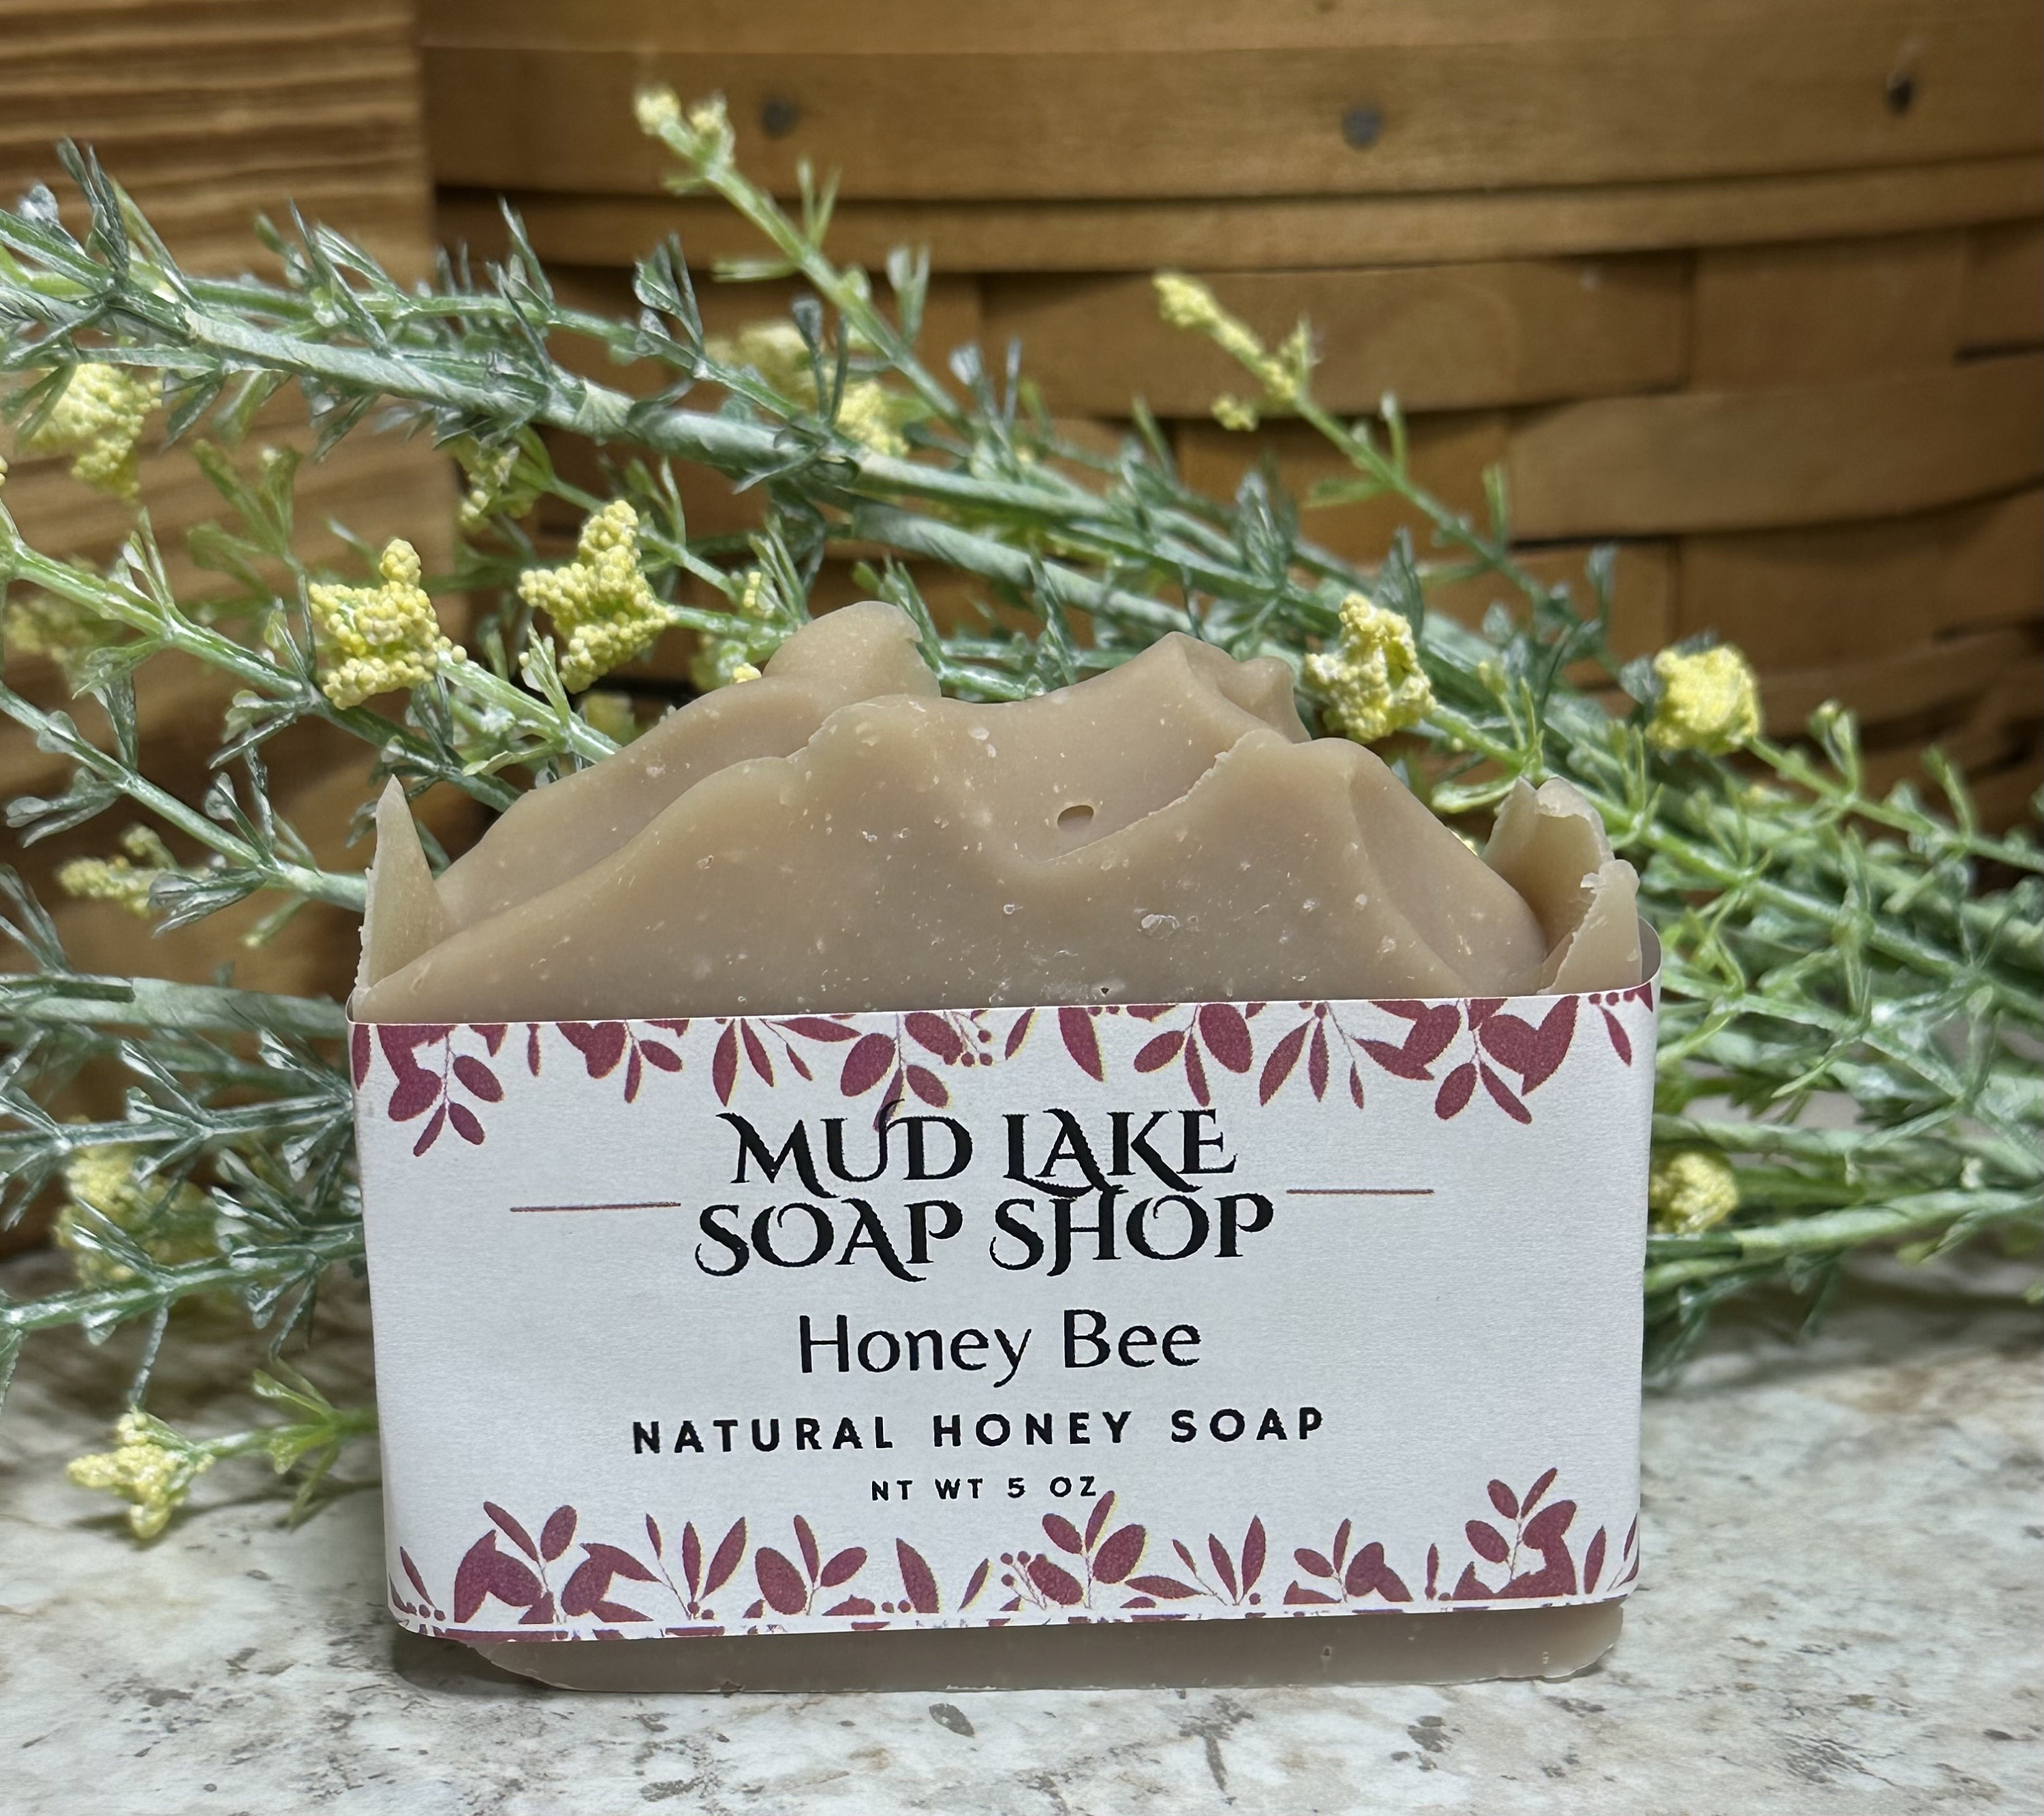 MUD LAKE
SOAP SHOP
Honey Bee
NATURAL HONEY SOAP
NT WT 5 OZ